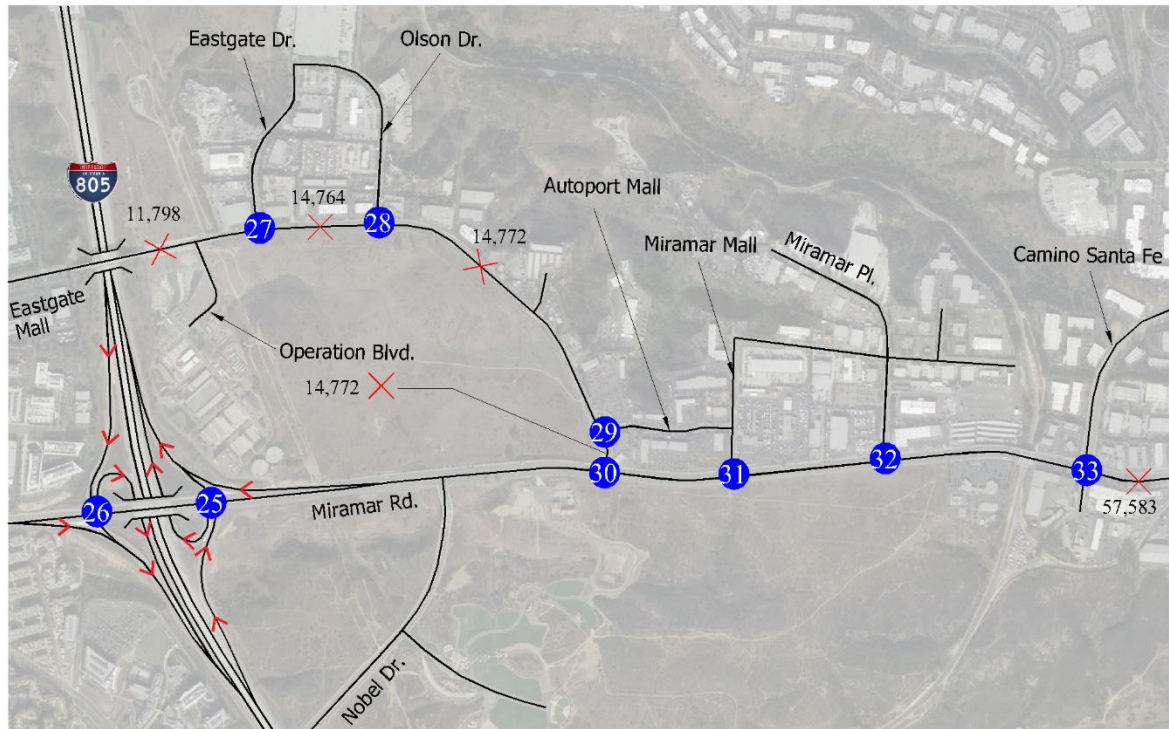 Eastgate Dr.
Olson Dr.
INTERSTATE
CALIFORNIA
805
11,798
27
14,764
28
14,772
Autoport Mall
Miramar Mall
Miramar Pl.
Camino Santa Fe
Eastgate
Mall
Operation Blvd.
14,772
29
30
31
32
33
57,583
26
25
Miramar Rd.
Nobel Dr.